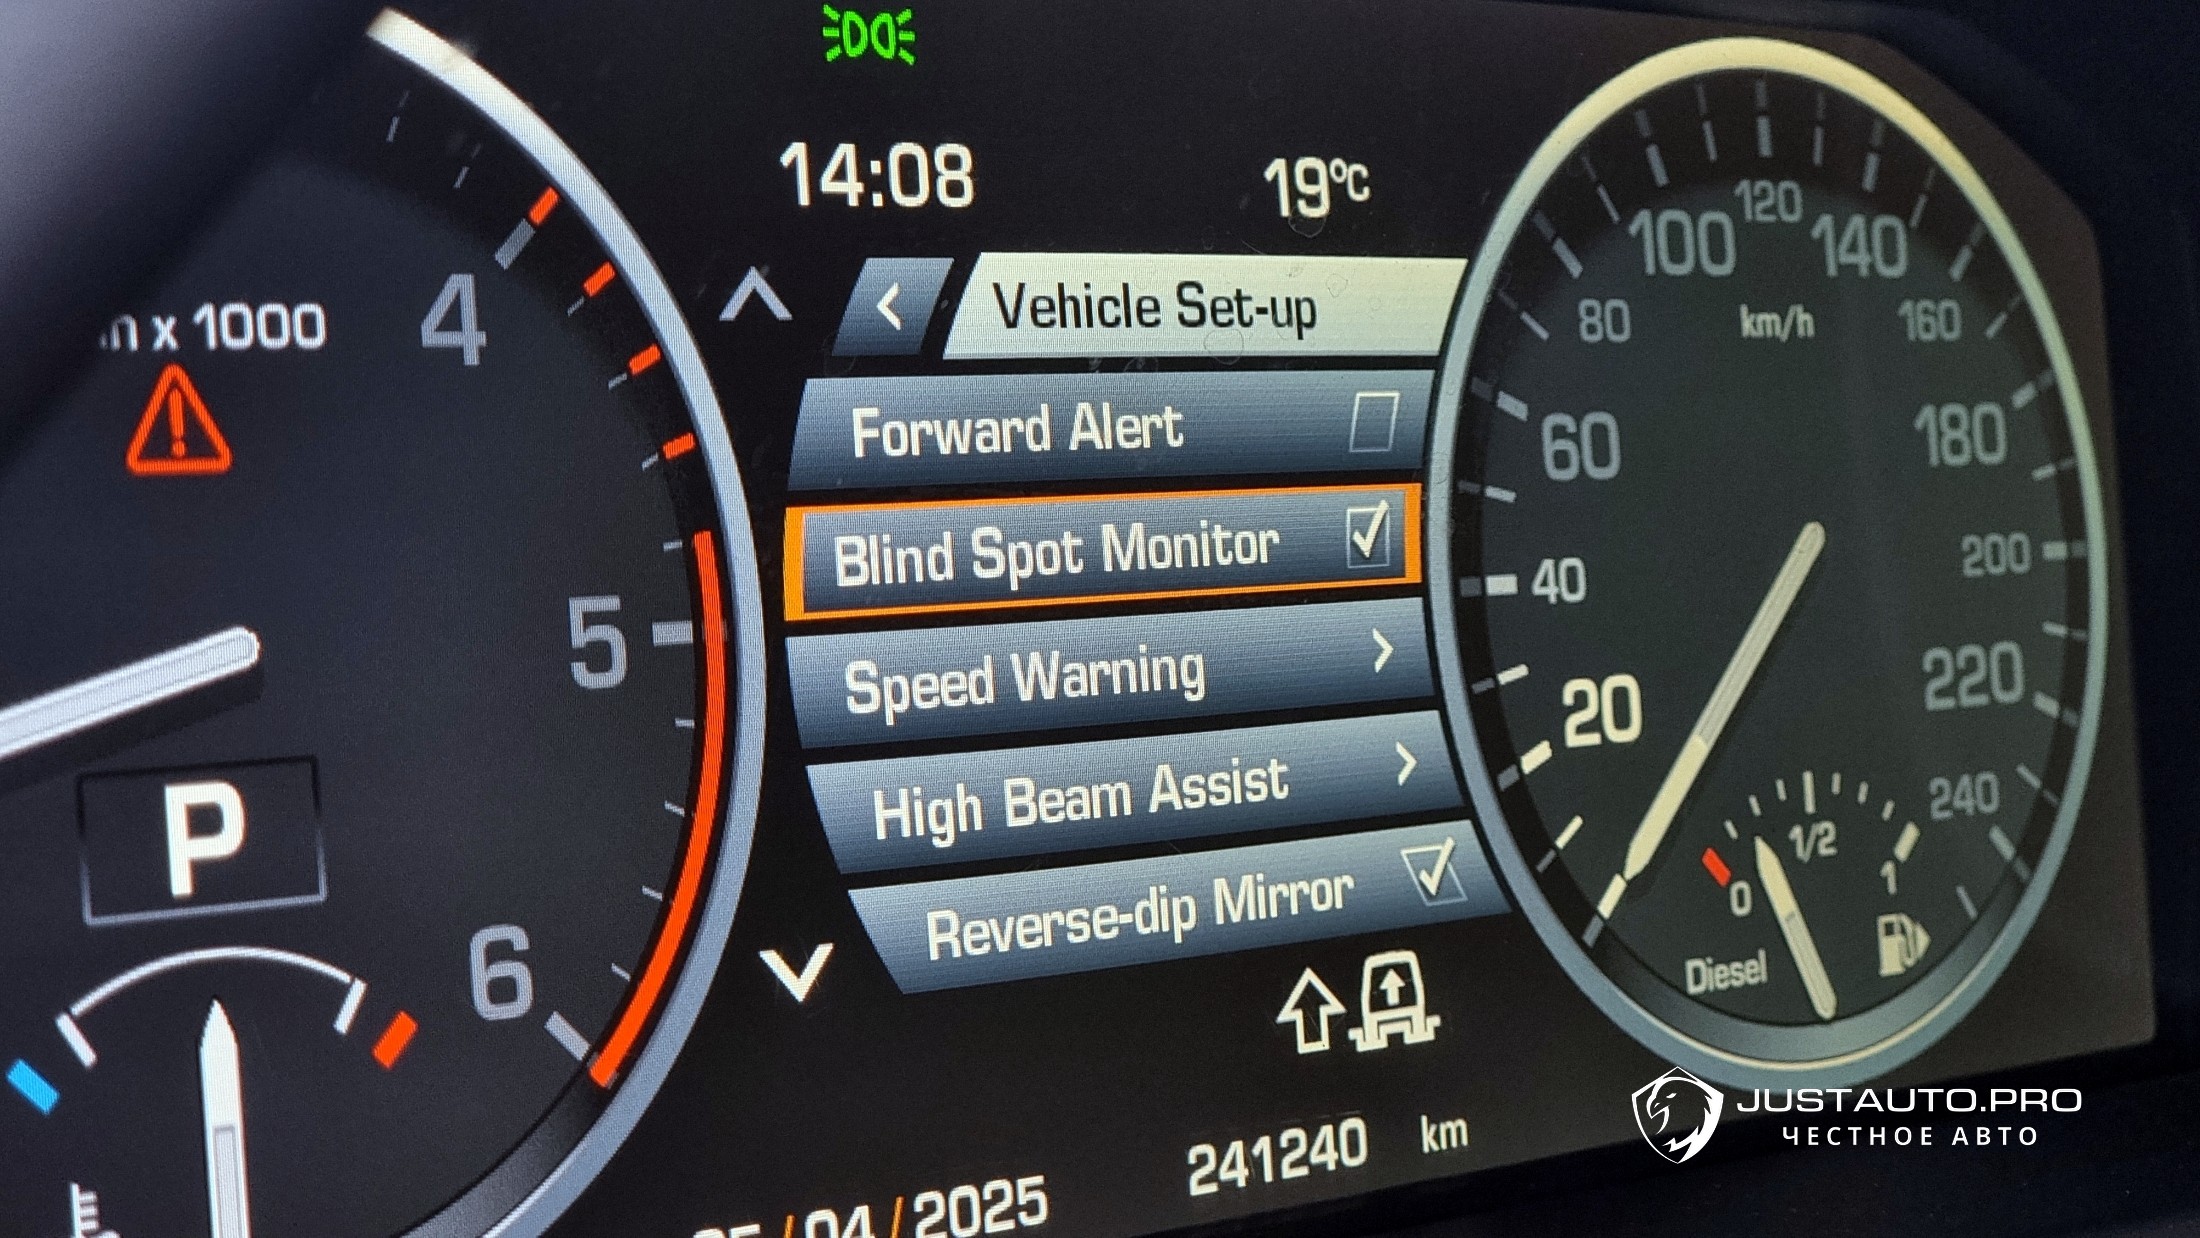 14:08
19°C
x 1000
4
5
6
P
Vehicle Set-up
Forward Alert
Blind Spot Monitor
Speed Warning
High Beam Assist
Reverse-dip Mirror
20
40
60
80
100
120
140
160
180
200
220
240
km/h
0
1/2
1
Diesel
241240 km
/04/2025
JUSTAUTO.PRO
ЧЕСТНОЕ АВТО